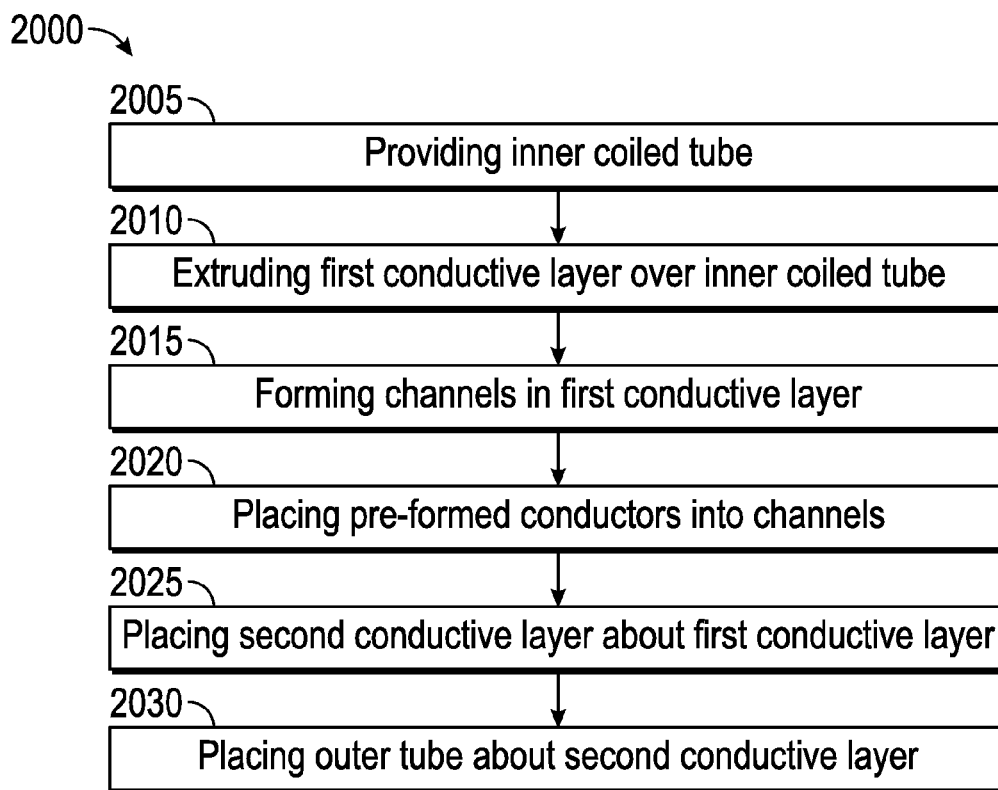 2000
2005
Providing inner coiled tube
2010
Extruding first conductive layer over inner coiled tube
2015
Forming channels in first conductive layer
2020
Placing pre-formed conductors into channels
2025
Placing second conductive layer about first conductive layer
2030
Placing outer tube about second conductive layer